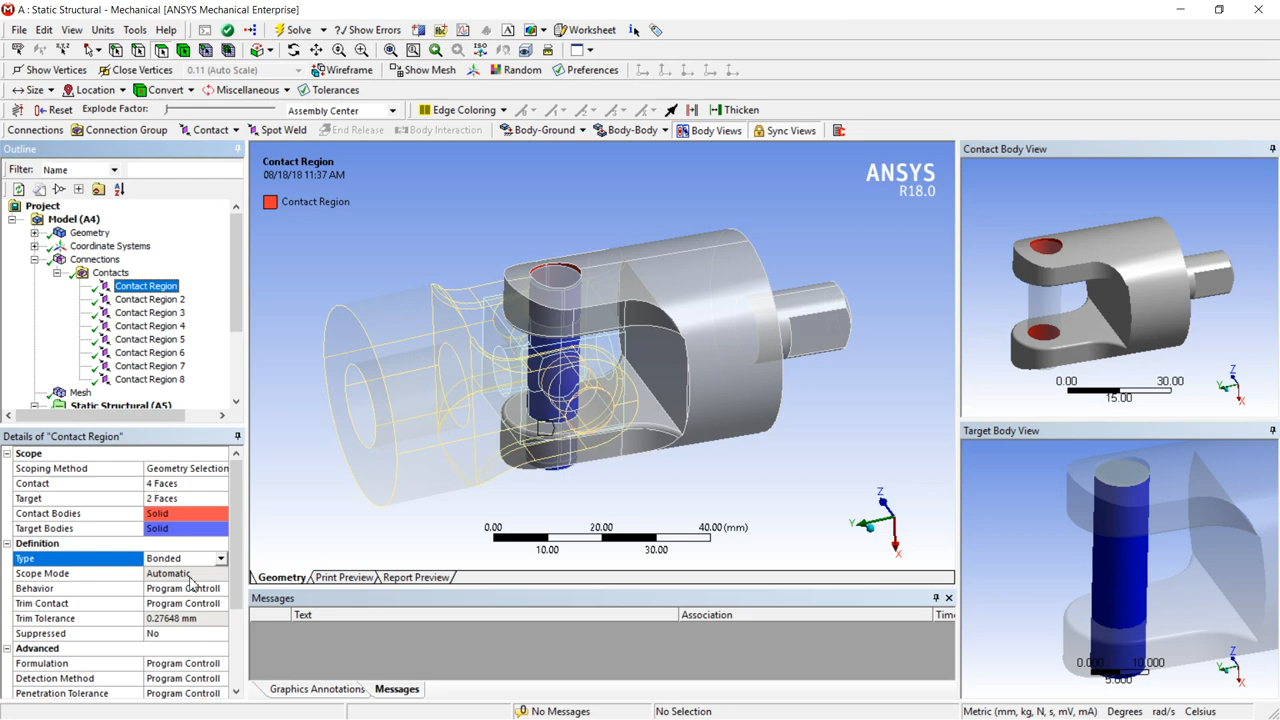 A : Static Structural - Mechanical [ANSYS Mechanical Enterprise]
File Edit View Units Tools Help Solve ?/ Show Errors Worksheet
Show Vertices Close Vertices 0.11 (Auto Scale) Wireframe Show Mesh Random Preferences
Size Location Convert Miscellaneous Tolerances
Reset Explode Factor: Assembly Center Edge Coloring Thicken
Connections Connection Group Contact Spot Weld End Release Body Interaction Body-Ground Body-Body Body Views Sync Views
Outline
Filter: Name
Project
Model (A4)
Geometry
Coordinate Systems
Connections
Contacts
Contact Region
Contact Region 2
Contact Region 3
Contact Region 4
Contact Region 5
Contact Region 6
Contact Region 7
Contact Region 8
Mesh
Static Structural (A5)
Details of "Contact Region"
Scope
Scoping Method Geometry Selection
Contact 4 Faces
Target 2 Faces
Contact Bodies Solid
Target Bodies Solid
Definition
Type Bonded
Scope Mode Automatic
Behavior Program Controll
Trim Contact Program Controll
Trim Tolerance 0.27648 mm
Suppressed No
Advanced
Formulation Program Controll
Detection Method Program Controll
Penetration Tolerance Program Controll
Contact Region
08/18/18 11:37 AM
Contact Region
ANSYS
R18.0
0.00 20.00 40.00 (mm)
10.00 30.00
Z
Y
X
Geometry Print Preview Report Preview
Messages
Text Association Time
Graphics Annotations Messages
Contact Body View
0.00 30.00
15.00
Z
Y
X
Target Body View
0.000 10.000
5.000
Z
Y
X
No Messages No Selection Metric (mm, kg, N, s, mV, mA) Degrees rad/s Celsius